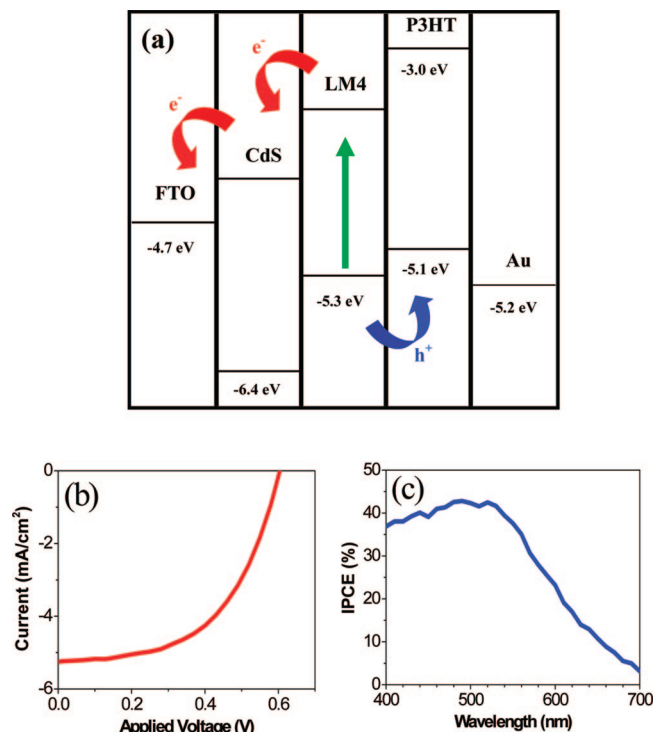 (a)
P3HT
e⁻
-3.0 eV
LM4
e⁻
CdS
FTO
-4.7 eV
-5.1 eV
Au
-5.3 eV
-5.2 eV
h⁺
-6.4 eV
(b)
0
-2
-4
-6
Current (mA/cm²)
0.0 0.2 0.4 0.6
Applied Voltage (V)
(c)
50
40
30
20
10
0
IPCE (%)
400 500 600 700
Wavelength (nm)